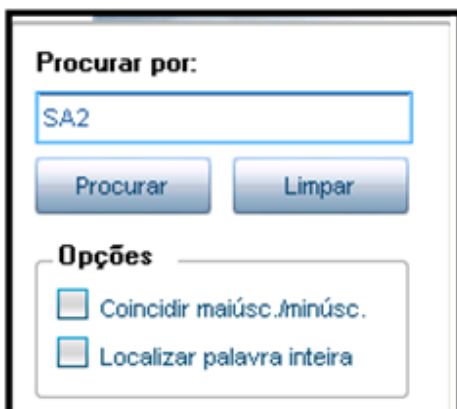 Procurar por:
SA2
Procurar Limpar
Opções
Coincidir maiúsc./minúsc.
Localizar palavra inteira